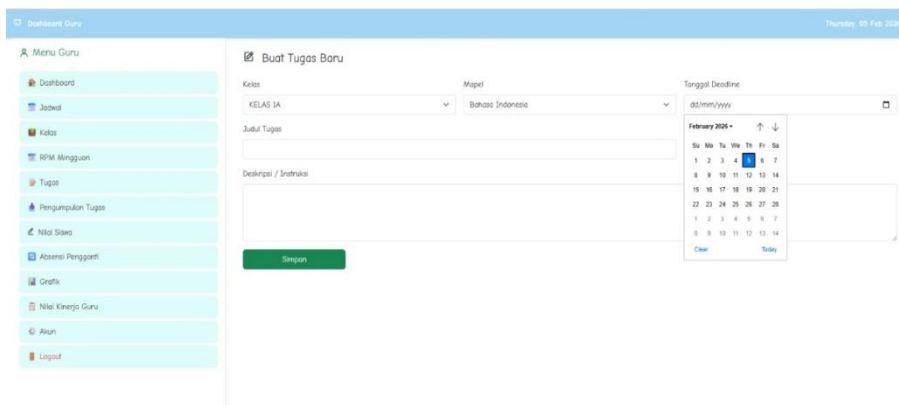 Dashboard Guru
Thursday, 05 Feb 2026
Menu Guru
Dashboard
Jadwal
Kelas
RPM Mingguan
Tugas
Pengumpulan Tugas
Nilai Siswa
Absensi Pengganti
Grafik
Nilai Kinerja Guru
Akun
Logout
Buat Tugas Baru
Kelas Mapel Tanggal Deadline
KELAS 1A Bahasa Indonesia dd/mm/yyyy
Judul Tugas
Deskripsi / Instruksi
Simpan
February 2026
Su Mo Tu We Th Fr Sa
1 2 3 4 5 6 7
8 9 10 11 12 13 14
15 16 17 18 19 20 21
22 23 24 25 26 27 28
1 2 3 4 5 6 7
8 9 10 11 12 13 14
Clear Today